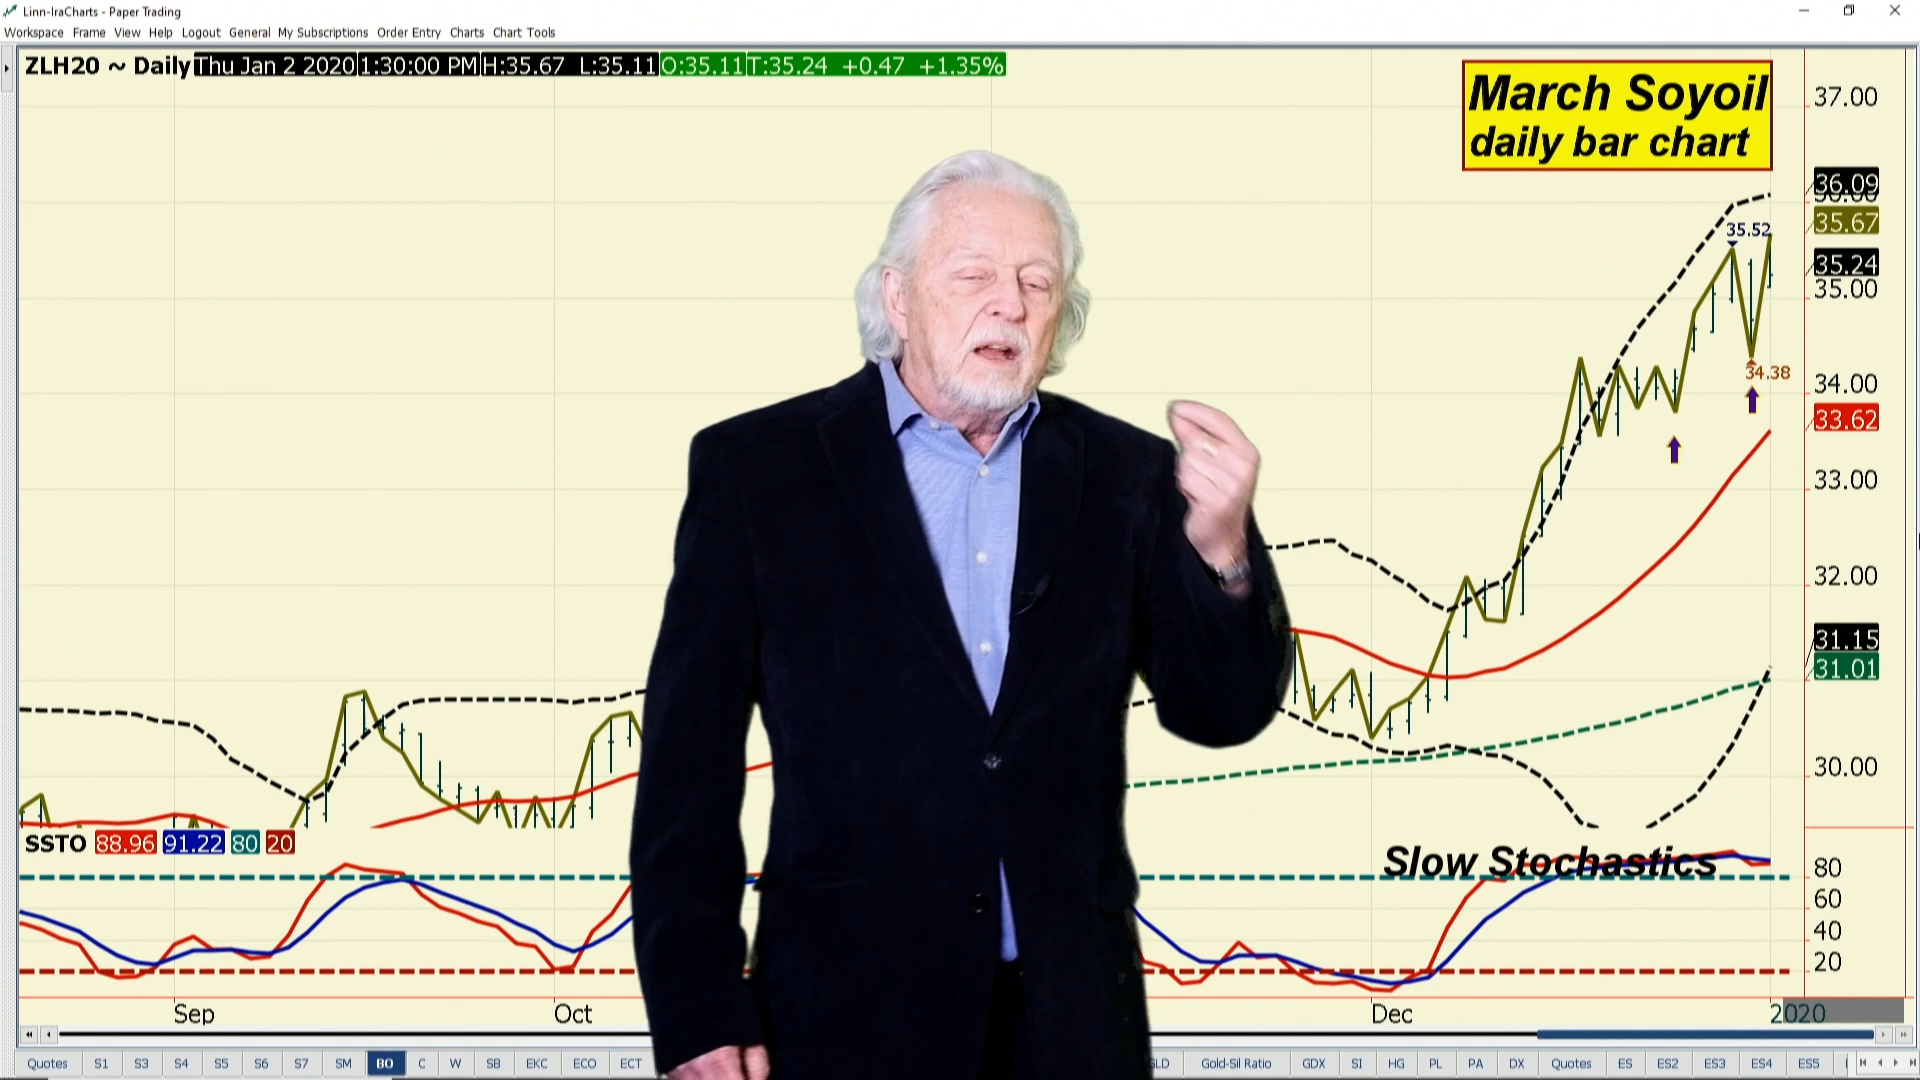 Linn-IraCharts - Paper Trading
Workspace Frame View Help Logout General My Subscriptions Order Entry Charts Chart Tools
ZLH20 ~ Daily Thu Jan 2 2020 1:30:00 PM H:35.67 L:35.11 O:35.11 T:35.24 +0.47 +1.35%
March Soyoil
daily bar chart
37.00
36.09
35.67
35.52
35.24
35.00
34.38
34.00
33.62
33.00
32.00
31.15
31.01
30.00
SSTO 88.96 91.22 80 20
Slow Stochastics
80
60
40
20
Sep Oct Dec 2020
Quotes S1 S3 S4 S5 S6 S7 SM BO C W SB EKC ECO ECT GLD Gold-Sil Ratio GDX SI HG PL PA DX Quotes ES ES2 ES3 ES4 ES5